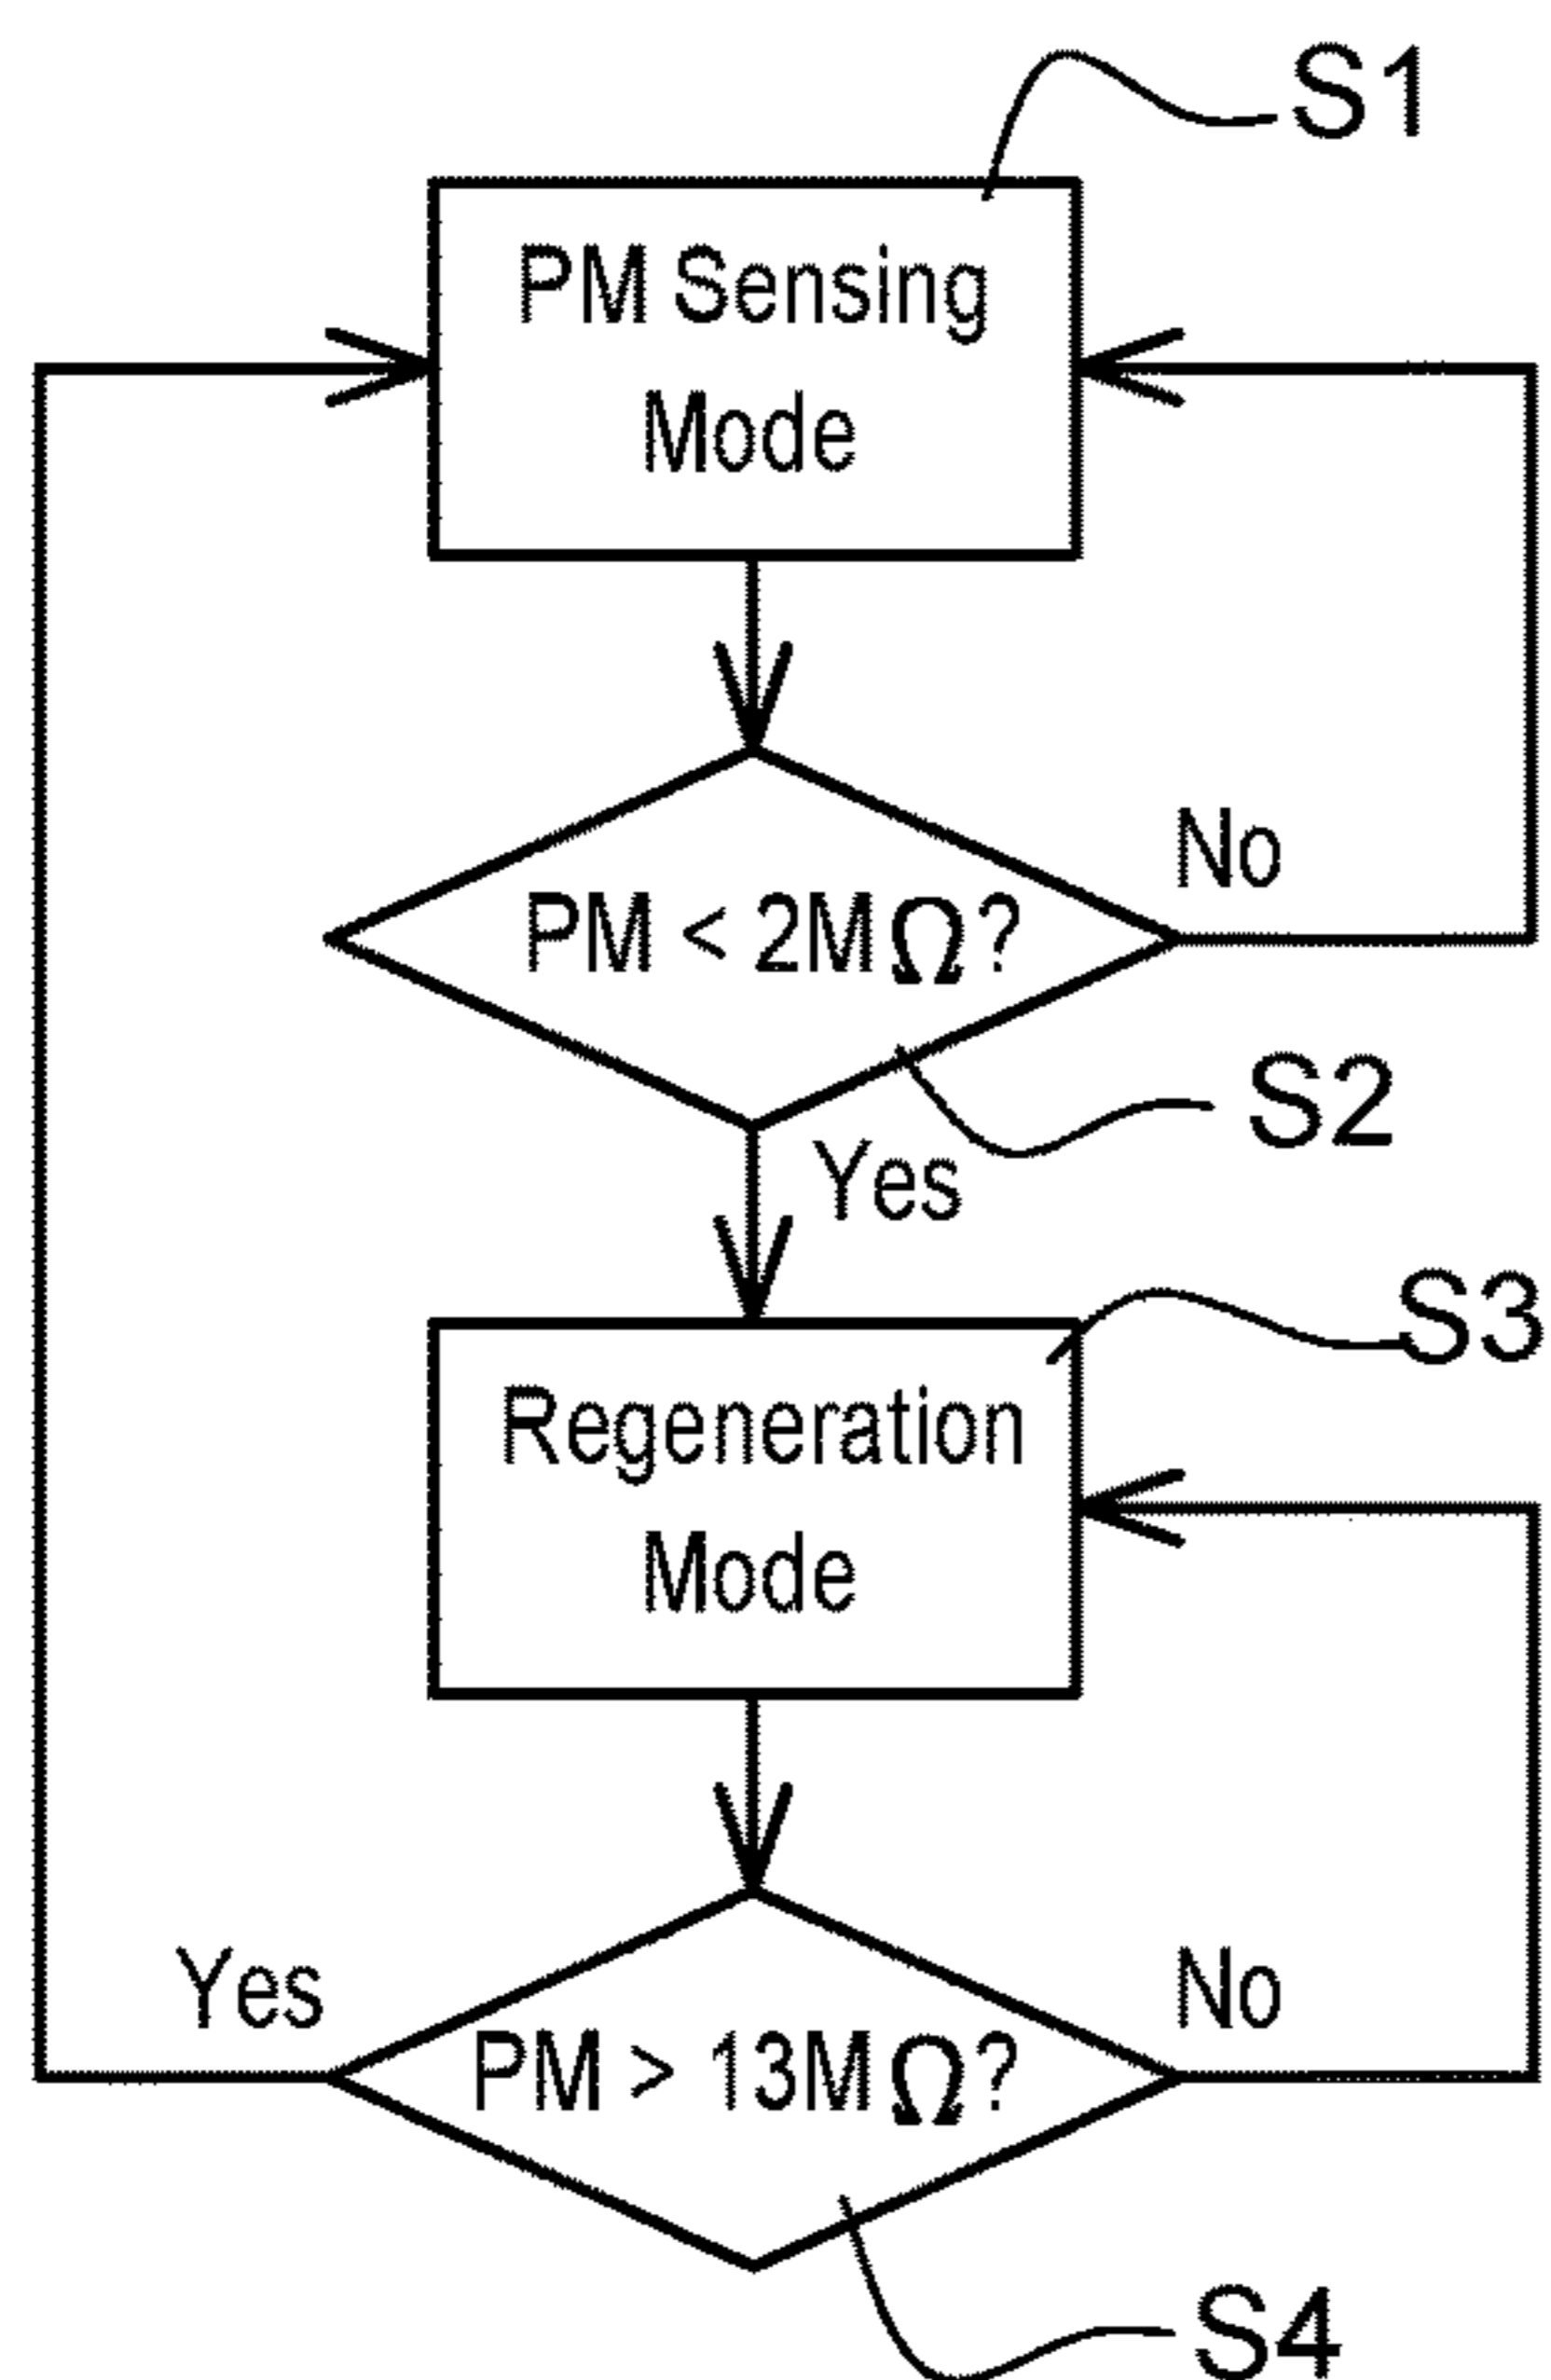 S1
PM Sensing
Mode
No
PM < 2MΩ?
S2
Yes
S3
Regeneration
Mode
Yes
No
PM > 13MΩ?
S4